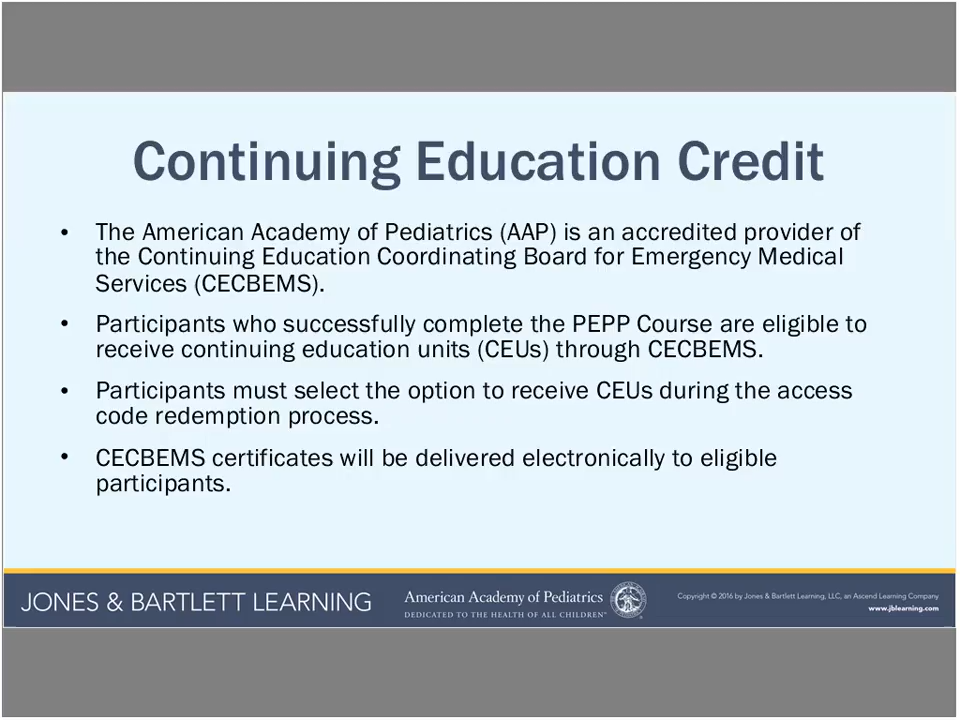 Continuing Education Credit
• The American Academy of Pediatrics (AAP) is an accredited provider of
the Continuing Education Coordinating Board for Emergency Medical
Services (CECBEMS).
• Participants who successfully complete the PEPP Course are eligible to
receive continuing education units (CEUs) through CECBEMS.
• Participants must select the option to receive CEUs during the access
code redemption process.
• CECBEMS certificates will be delivered electronically to eligible
participants.
JONES & BARTLETT LEARNING
American Academy of Pediatrics
DEDICATED TO THE HEALTH OF ALL CHILDREN™
Copyright © 2016 by Jones & Bartlett Learning, LLC, an Ascend Learning Company
www.jblearning.com